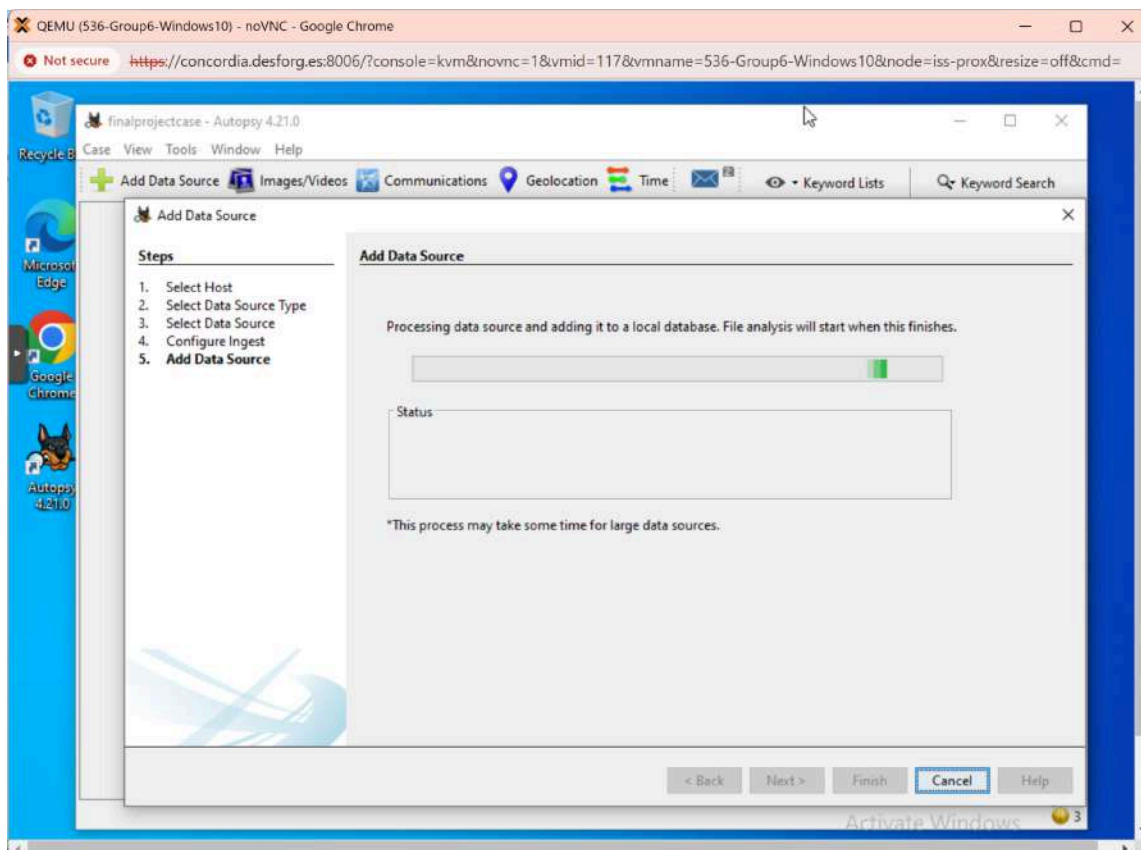 QEMU (536-Group6-Windows10) - noVNC - Google Chrome
Not secure https://concordia.desforg.es:8006/?console=kvm&novnc=1&vmid=117&vmname=536-Group6-Windows10&node=iss-prox&resize=off&cmd=
finalprojectcase - Autopsy 4.21.0
Recycle B
Case View Tools Window Help
Add Data Source Images/Videos Communications Geolocation Time Keyword Lists Keyword Search
Add Data Source
Microsof
Edge
Google
Chrome
Autopsy
4.21.0
Steps
1. Select Host
2. Select Data Source Type
3. Select Data Source
4. Configure Ingest
5. Add Data Source
Add Data Source
Processing data source and adding it to a local database. File analysis will start when this finishes.
Status
*This process may take some time for large data sources.
< Back Next > Finish Cancel Help
Activate Windows
3